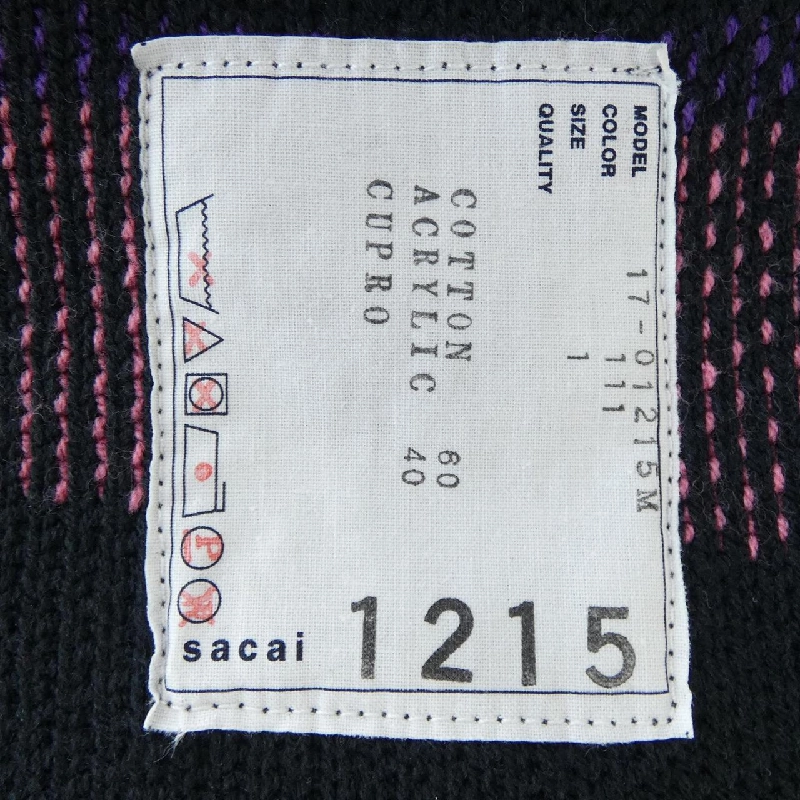 MODEL 17-01215M
COLOR 111
SIZE 1
QUALITY
COTTON 60
ACRYLIC 40
CUPRO
P
W
sacai
1215